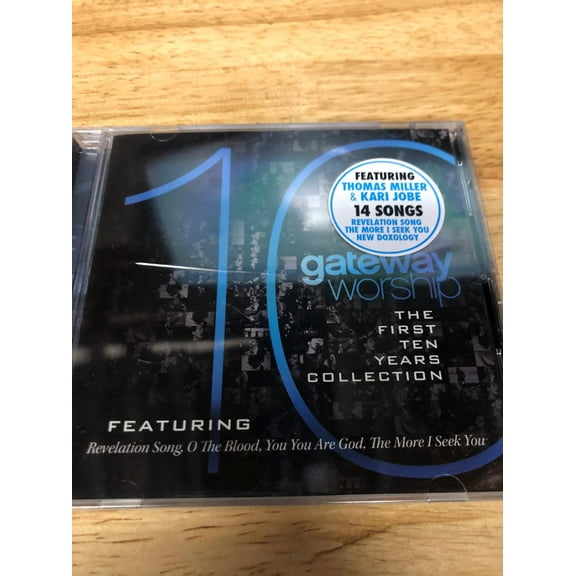 10
FEATURING
THOMAS MILLER
& KARI JOBE
14 SONGS
REVELATION SONG
THE MORE I SEEK YOU
NEW DOXOLOGY
gateway
worship
THE
FIRST
TEN
YEARS
COLLECTION
FEATURING
Revelation Song, O The Blood, You You Are God, The More I Seek You